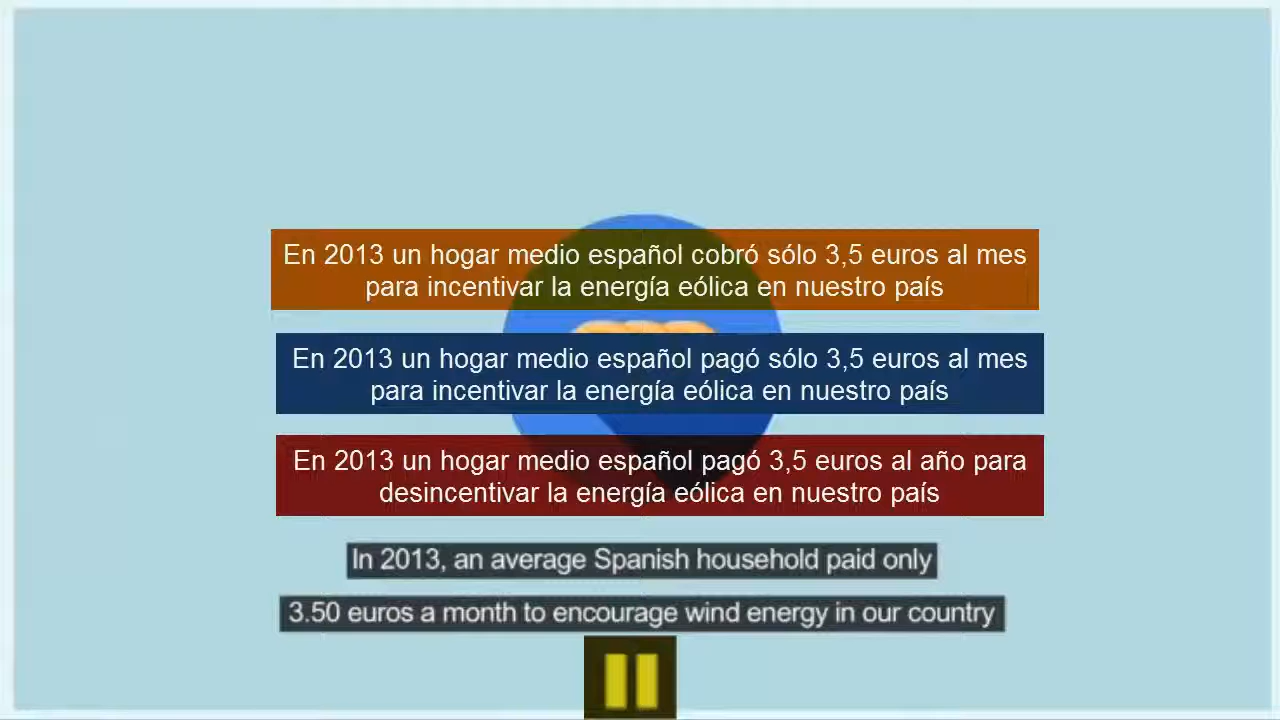 En 2013 un hogar medio español cobró sólo 3,5 euros al mes
para incentivar la energía eólica en nuestro país
En 2013 un hogar medio español pagó sólo 3,5 euros al mes
para incentivar la energía eólica en nuestro país
En 2013 un hogar medio español pagó 3,5 euros al año para
desincentivar la energía eólica en nuestro país
In 2013, an average Spanish household paid only
3.50 euros a month to encourage wind energy in our country